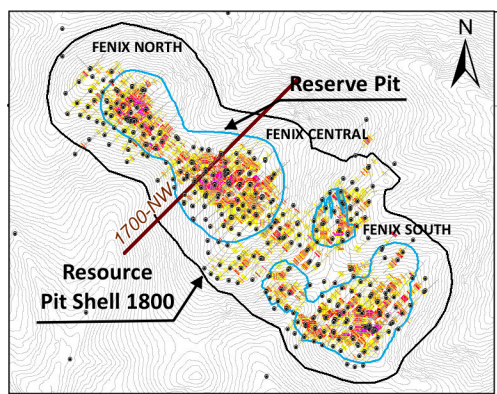 FENIX NORTH
N
Reserve Pit
FENIX CENTRAL
1700-NW
FENIX SOUTH
Resource
Pit Shell 1800